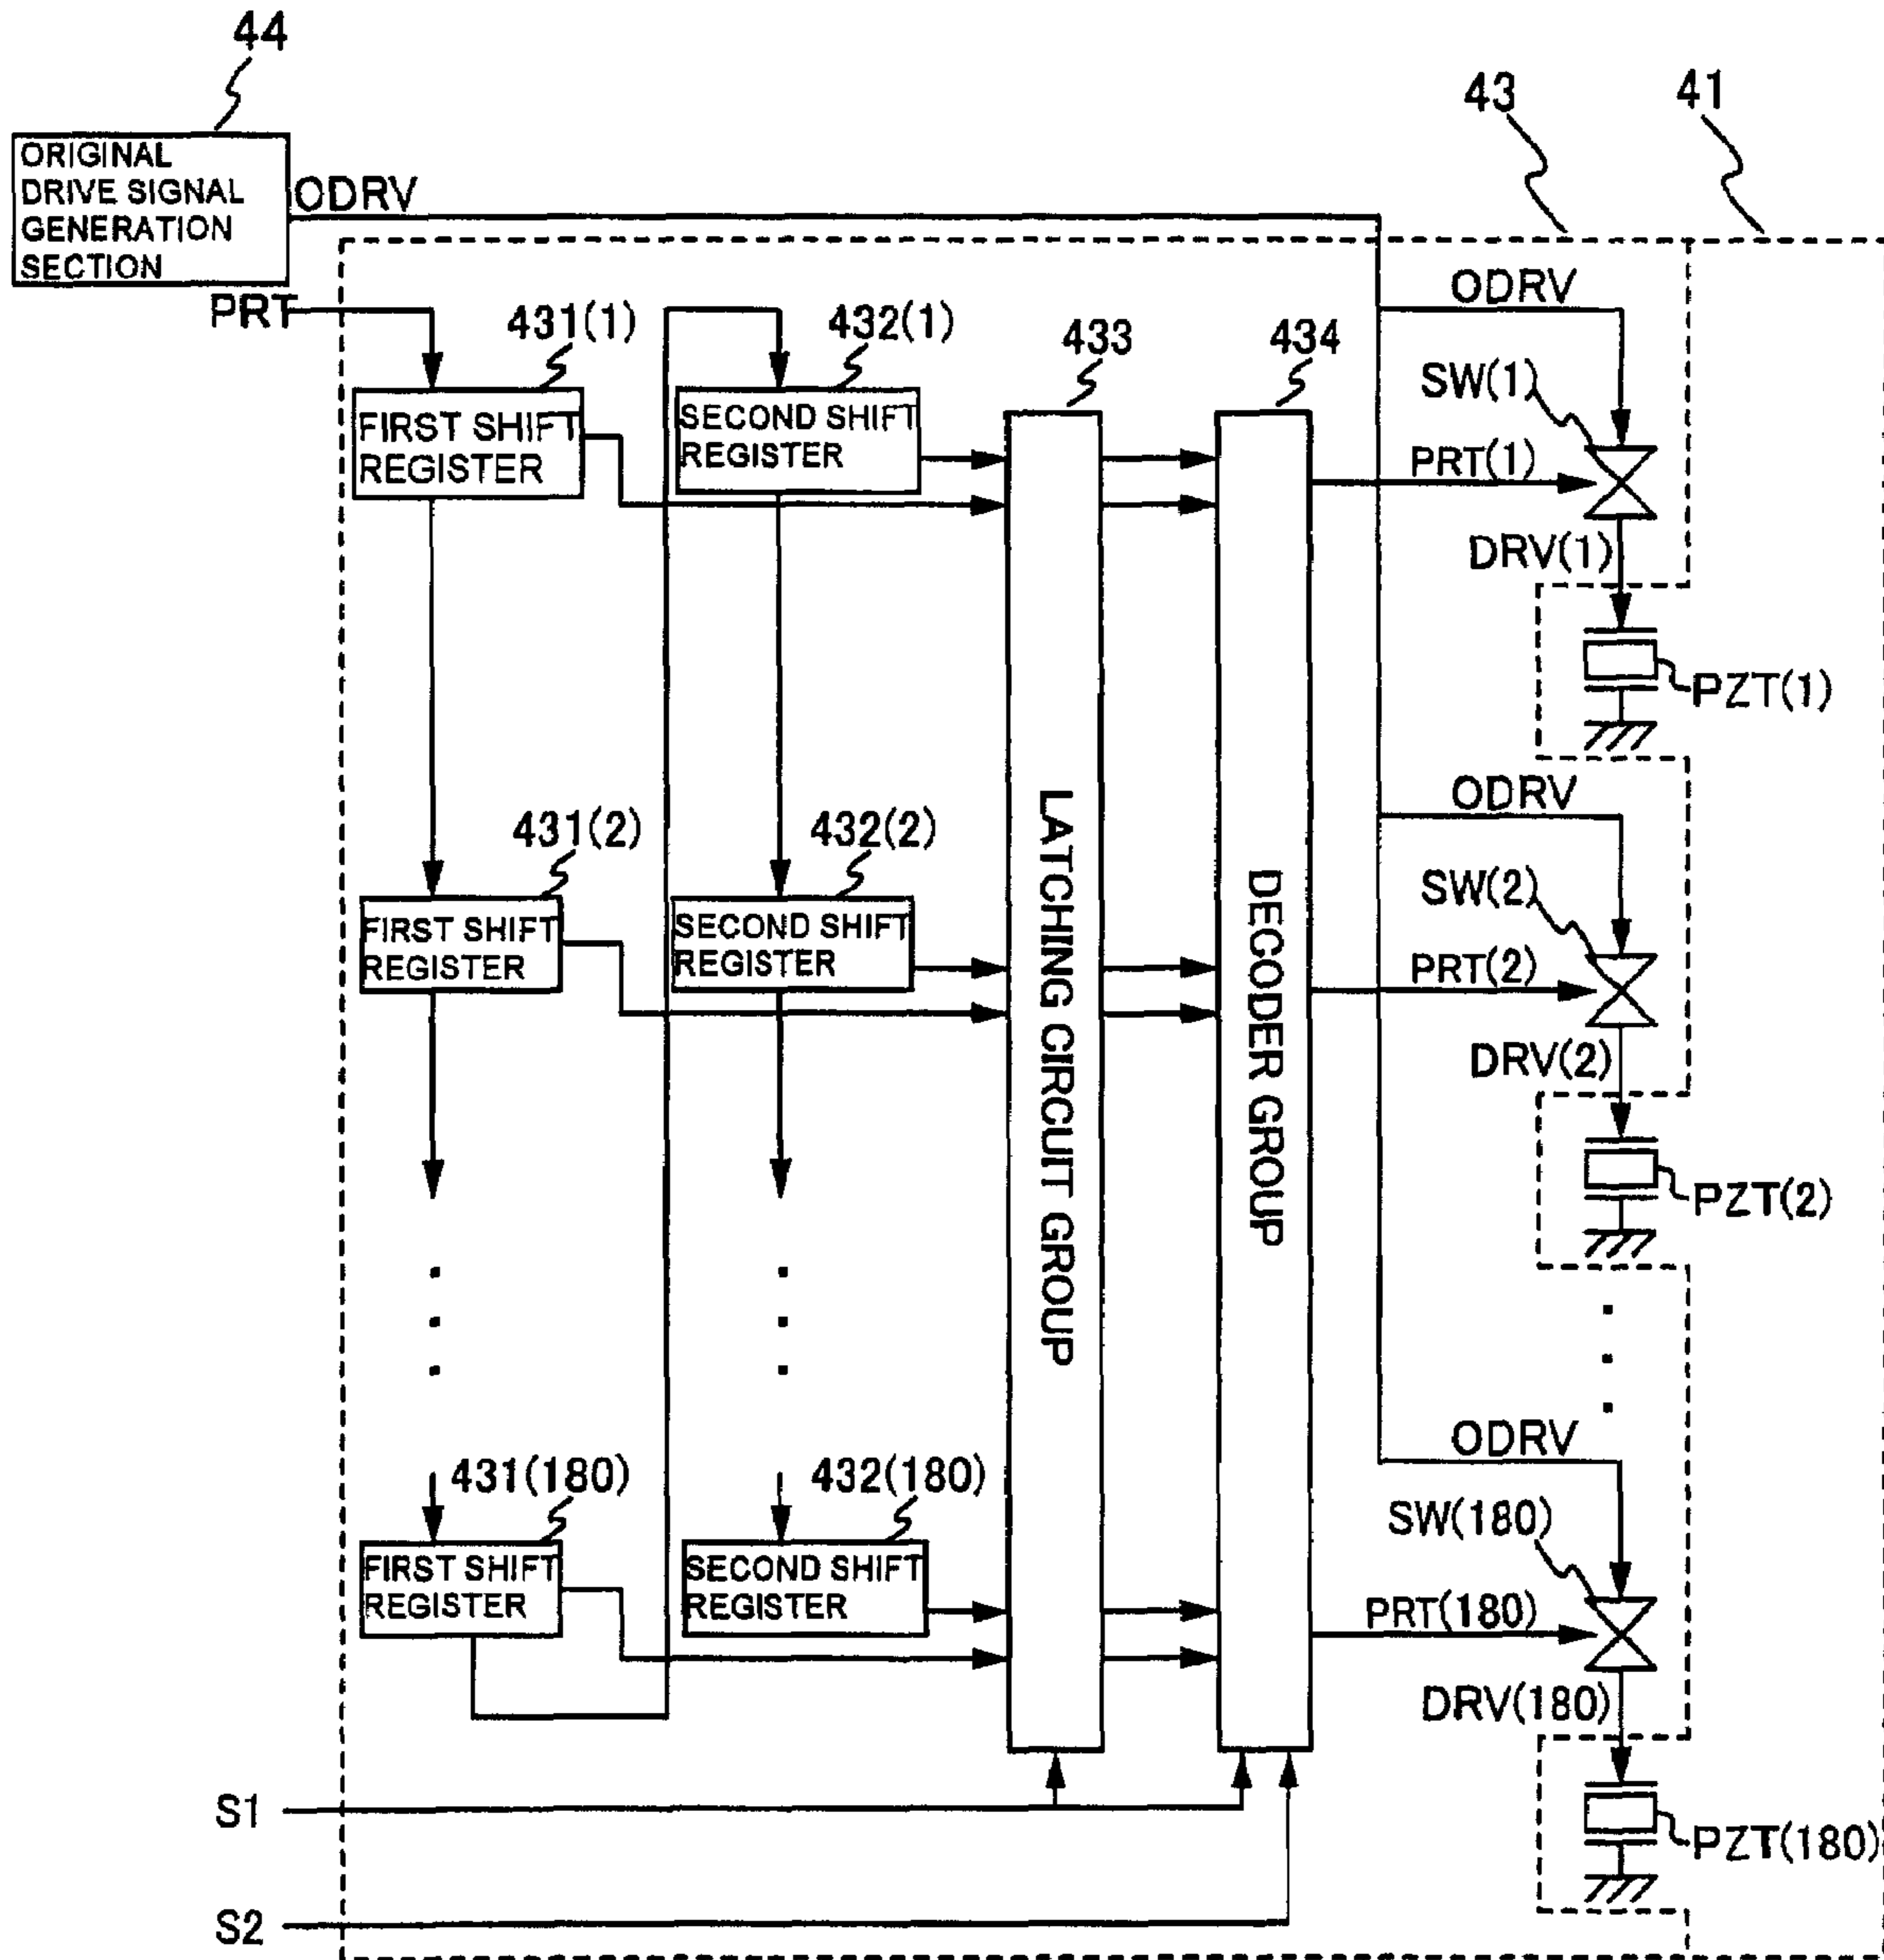 44
43
41
ORIGINAL
DRIVE SIGNAL
GENERATION
SECTION
ODRV
ODRV
PRT
431(1)
432(1)
433
434
SW(1)
FIRST SHIFT
REGISTER
SECOND SHIFT
REGISTER
PRT(1)
DRV(1)
PZT(1)
ODRV
431(2)
432(2)
SW(2)
FIRST SHIFT
REGISTER
SECOND SHIFT
REGISTER
LATCHING CIRCUIT GROUP
DECODER GROUP
PRT(2)
DRV(2)
PZT(2)
ODRV
431(180)
432(180)
SW(180)
FIRST SHIFT
REGISTER
SECOND SHIFT
REGISTER
PRT(180)
DRV(180)
S1
PZT(180)
S2